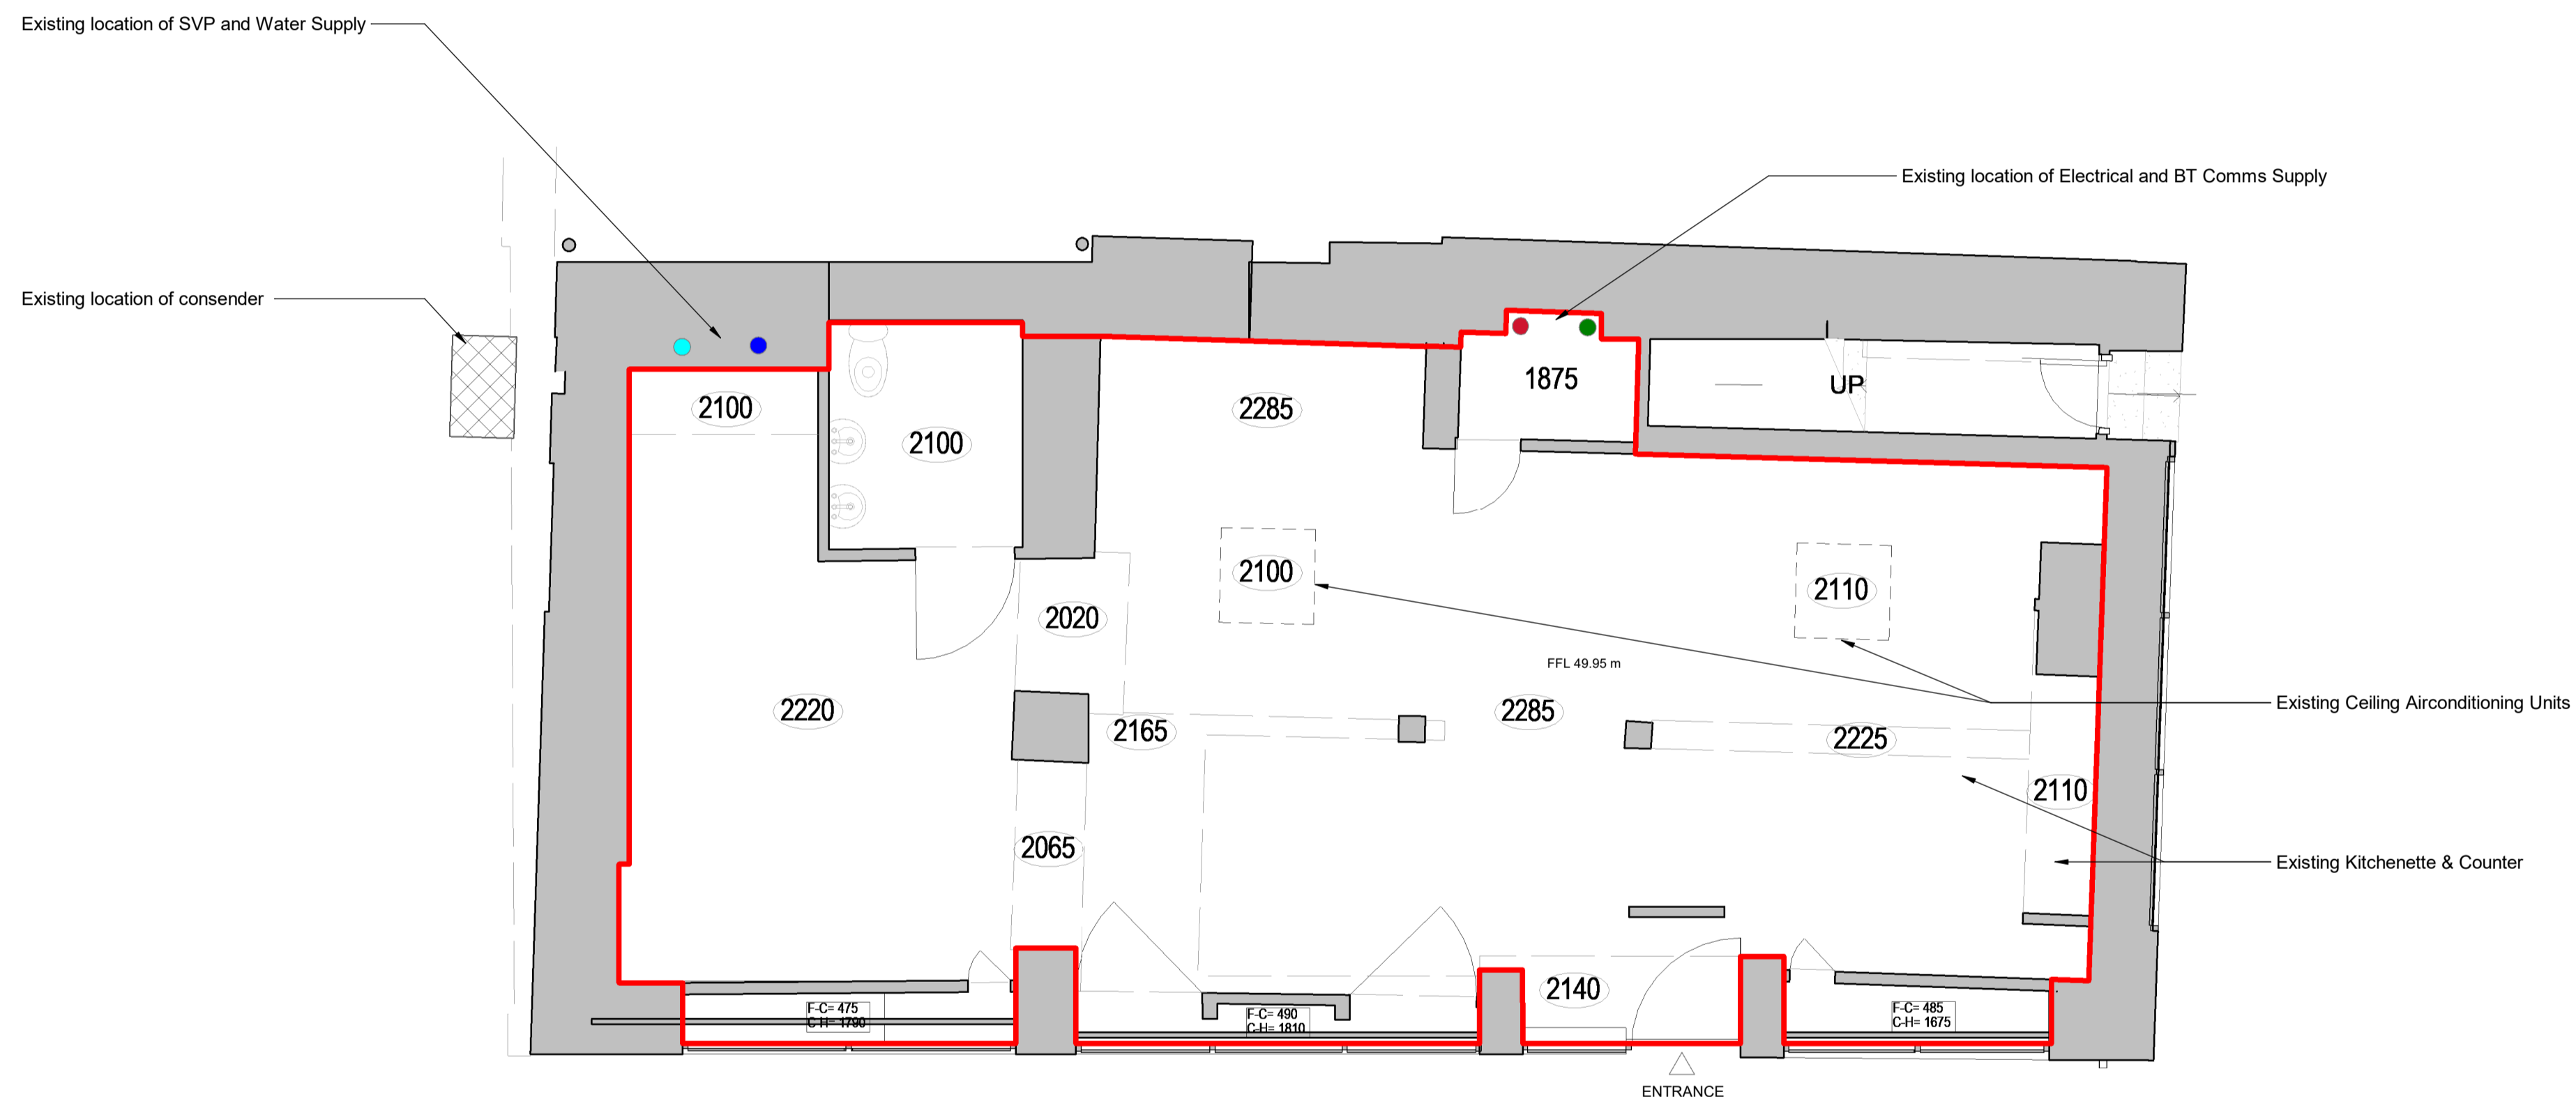 Existing location of SVP and Water Supply
Existing location of Electrical and BT Comms Supply
Existing location of consender
1875
UP
2100
2285
2100
2100
2110
2020
FFL 49.95 m
Existing Ceiling Airconditioning Units
2220
2285
2165
2225
2110
2065
Existing Kitchenette & Counter
2140
F-C= 475
C-H= 1790
F-C= 490
C-H= 1810
F-C= 485
C-H= 1675
ENTRANCE